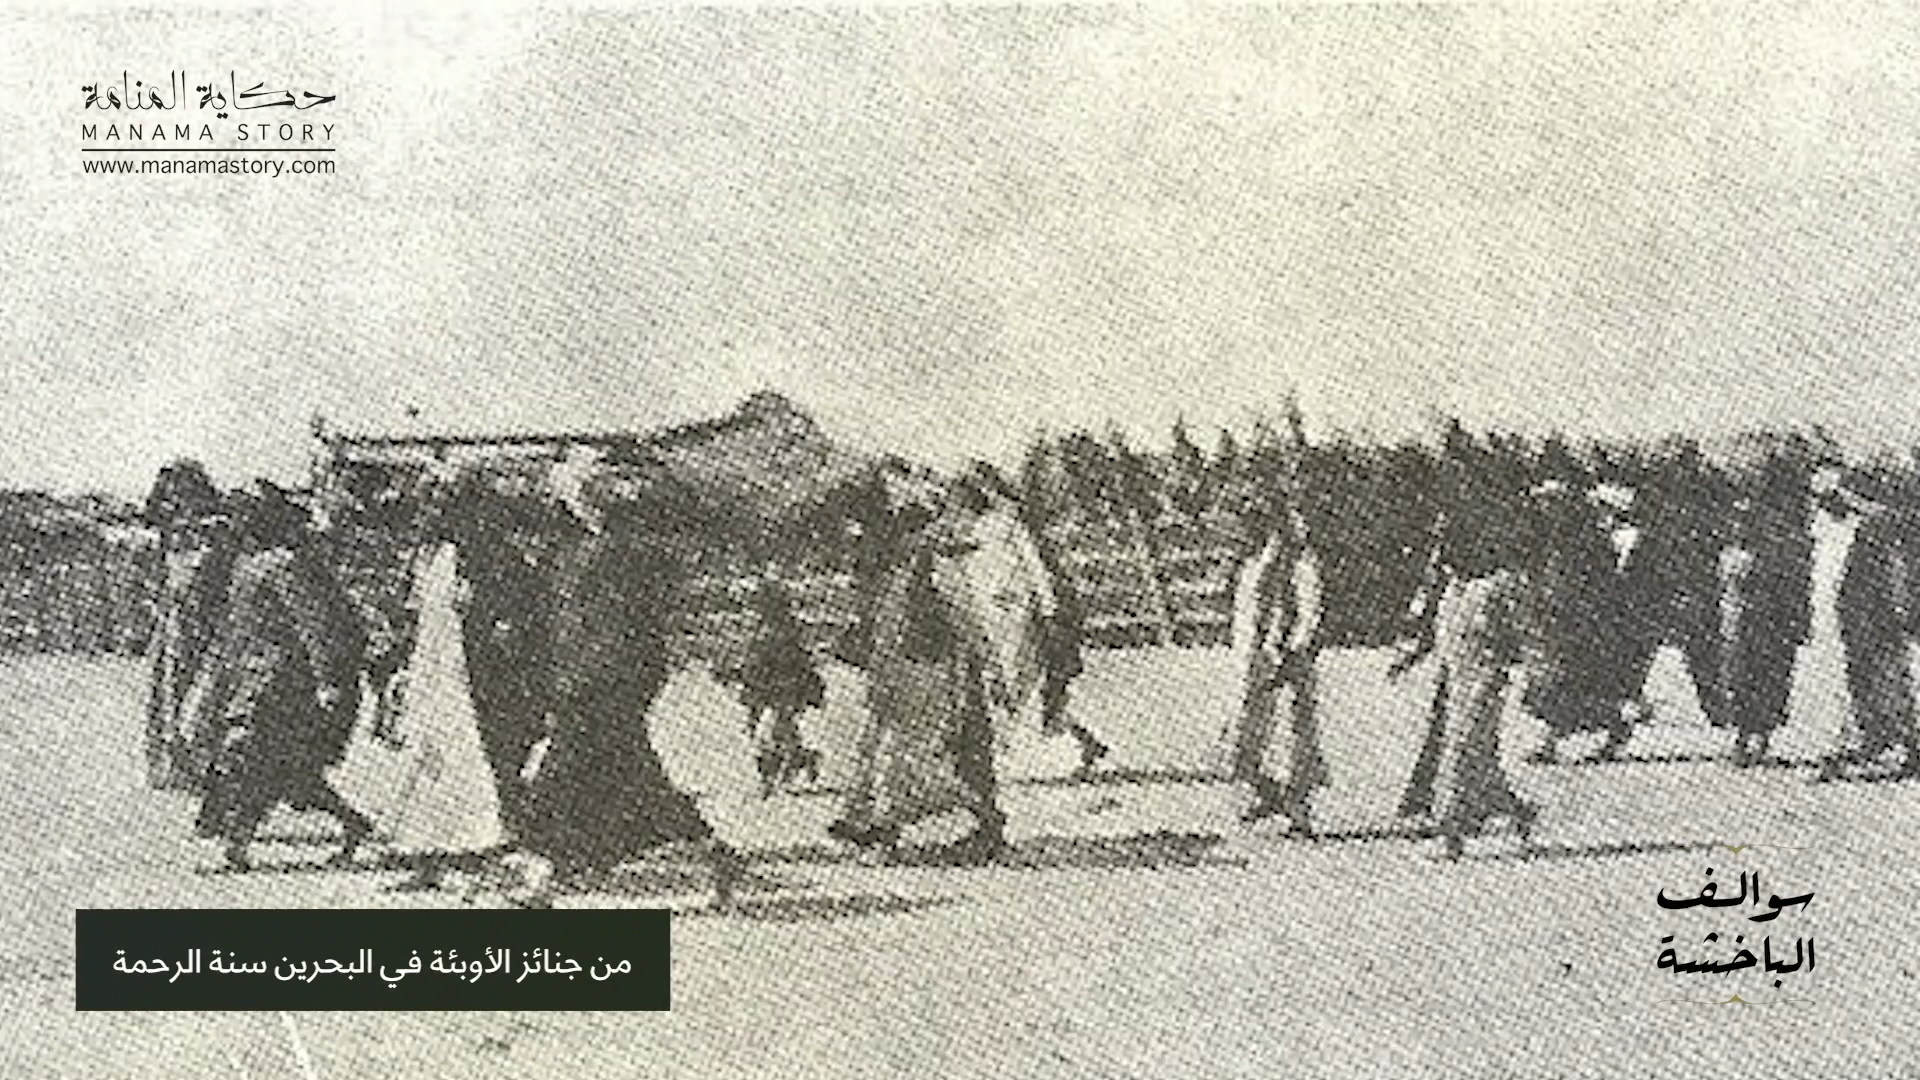 حكاية المنامة
MANAMA STORY
www.manamastory.com
من جنائز الأوبئة في البحرين سنة الرحمة
سوالف
الباخشة